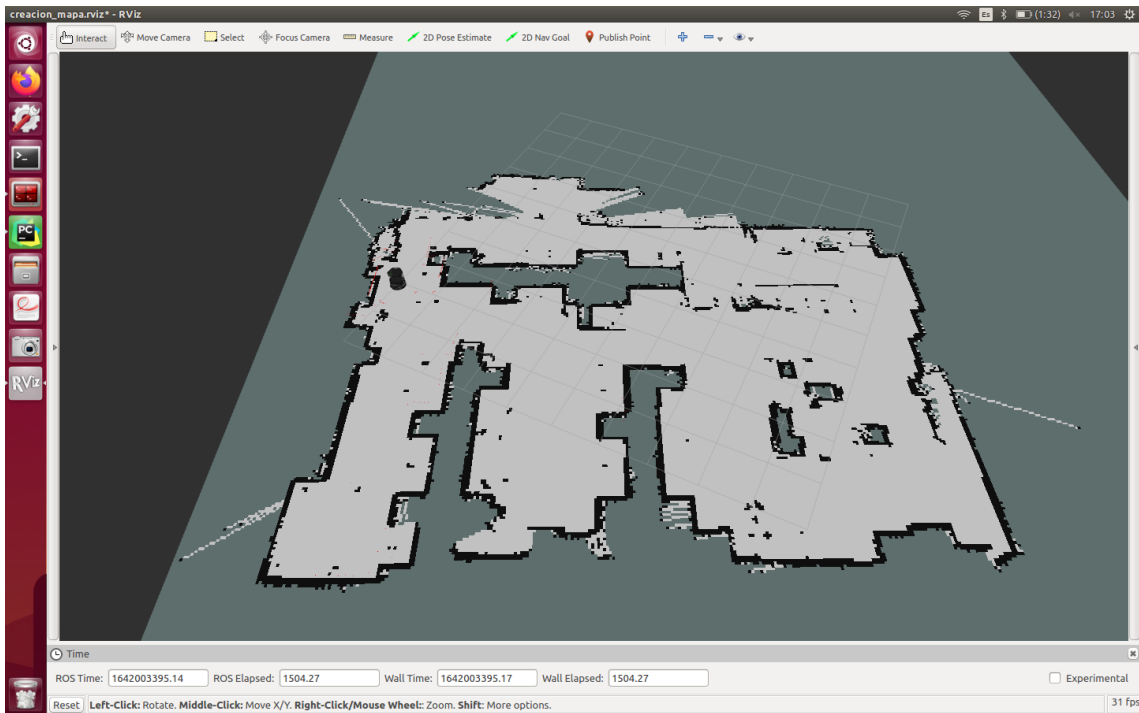 creacion_mapa.rviz* - RViz
Es
(1:32)
17:03
Interact
Move Camera
Select
Focus Camera
Measure
2D Pose Estimate
2D Nav Goal
Publish Point
>_
PC
RViz
Time
ROS Time: 1642003395.14
ROS Elapsed: 1504.27
Wall Time: 1642003395.17
Wall Elapsed: 1504.27
Experimental
Reset
Left-Click: Rotate. Middle-Click: Move X/Y. Right-Click/Mouse Wheel:: Zoom. Shift: More options.
31 fps